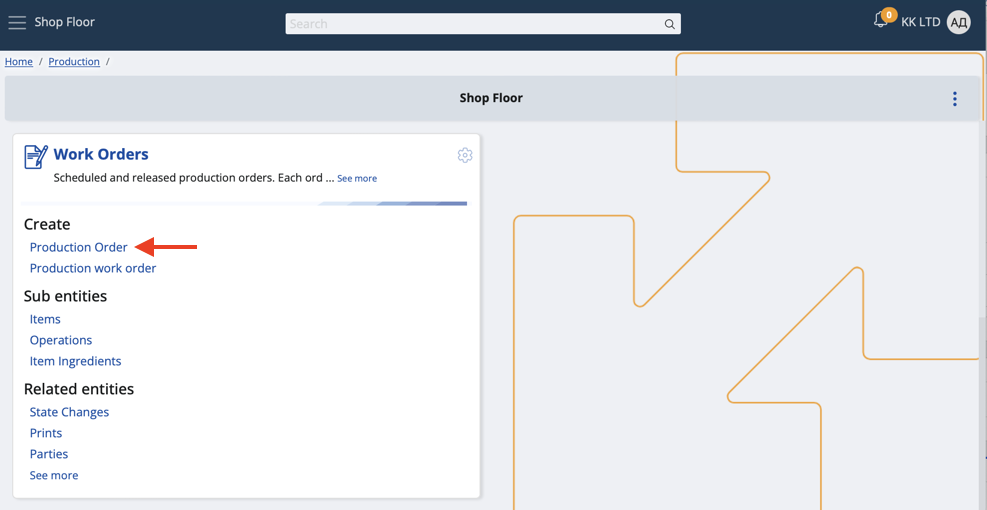 Shop Floor
Search
0
KK LTD
АД
Home / Production /
Shop Floor
Work Orders
Scheduled and released production orders. Each ord ... See more
Create
Production Order
Production work order
Sub entities
Items
Operations
Item Ingredients
Related entities
State Changes
Prints
Parties
See more